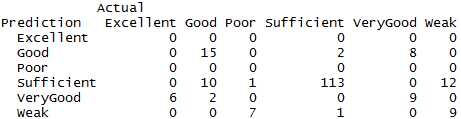 Actual
Prediction Excellent Good Poor Sufficient VeryGood Weak
Excellent 0 0 0 0 0 0
Good 0 15 0 2 8 0
Poor 0 0 0 0 0 0
Sufficient 0 10 1 113 0 12
VeryGood 6 2 0 0 9 0
Weak 0 0 7 1 0 9